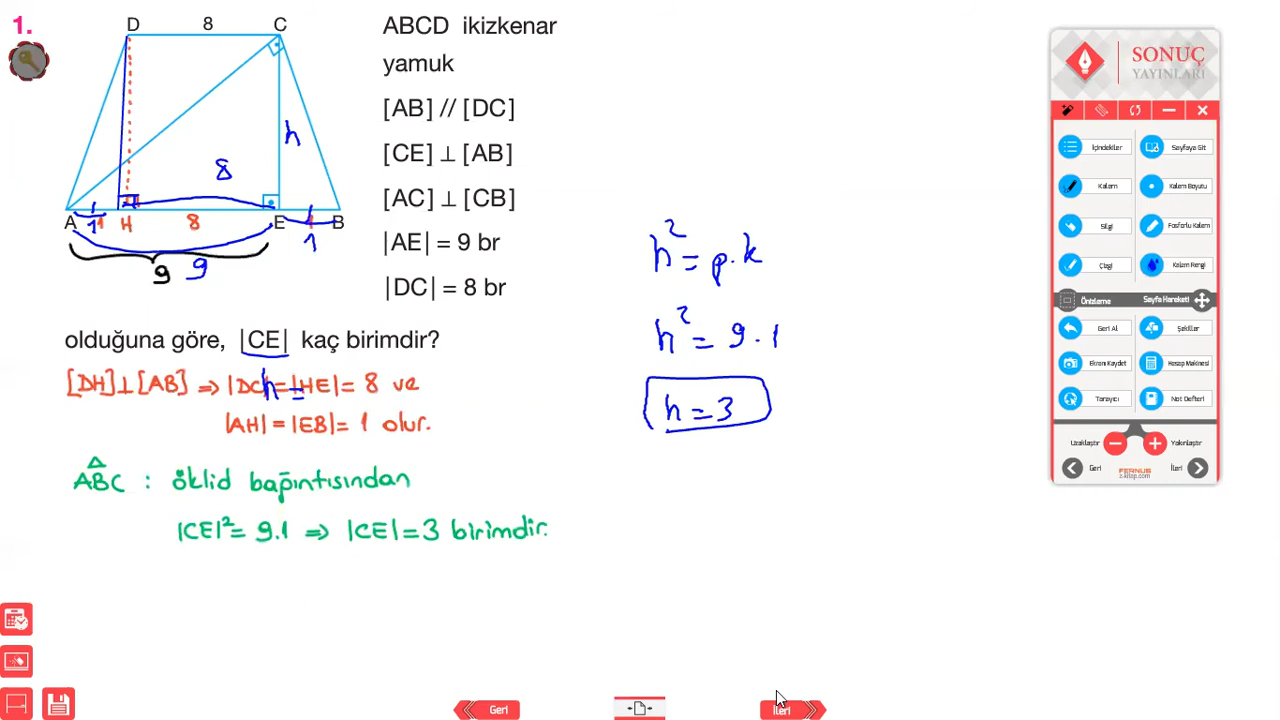 1.
D 8 C
ABCD ikizkenar
yamuk
[AB] // [DC]
[CE] ⊥ [AB]
[AC] ⊥ [CB]
|AE| = 9 br
|DC| = 8 br
h
8
A 1 1 H 8 E 1 B
1
9 9
olduğuna göre, |CE| kaç birimdir?
[DH]⊥[AB] ⇒ |DC|=|HE|= 8 ve
h =
|AH|=|EB|= 1 olur.
ABC : öklid bağıntısından
|CE|²= 9.1 ⇒ |CE|=3 birimdir.
h² = p.k
h² = 9.1
h = 3
SONUÇ
YAYINLARI
İçindekiler
Sayfaya Git
Kalem
Kalem Boyutu
Silgi
Fosforlu Kalem
Çizgi
Kalem Rengi
Önizleme
Sayfa Hareketi
Geri Al
Şekiller
Ekranı Kaydet
Hesap Makinesi
Tarayıcı
Not Defteri
Uzaklaştır
Yakınlaştır
Geri
FERNUS
z-kitap.com
İleri
Geri
İleri